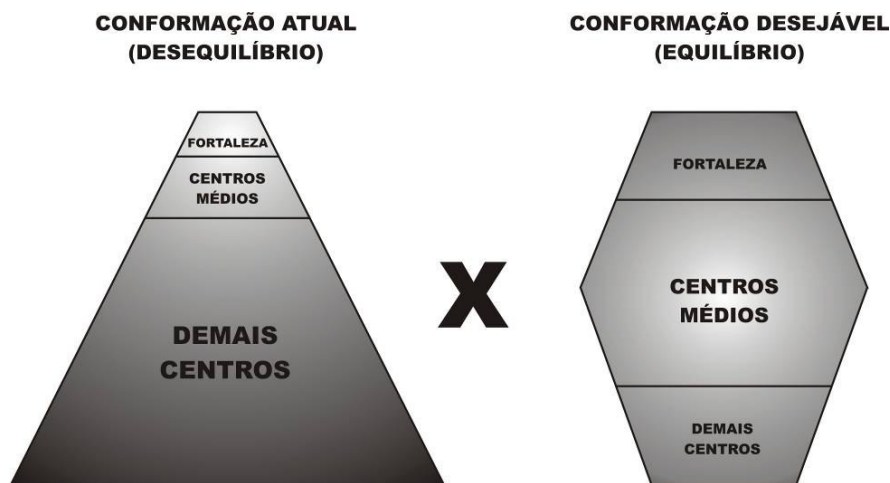 CONFORMAÇÃO ATUAL
(DESEQUILÍBRIO)
FORTALEZA
CENTROS
MÉDIOS
DEMAIS
CENTROS
X
CONFORMAÇÃO DESEJÁVEL
(EQUILÍBRIO)
FORTALEZA
CENTROS
MÉDIOS
DEMAIS
CENTROS